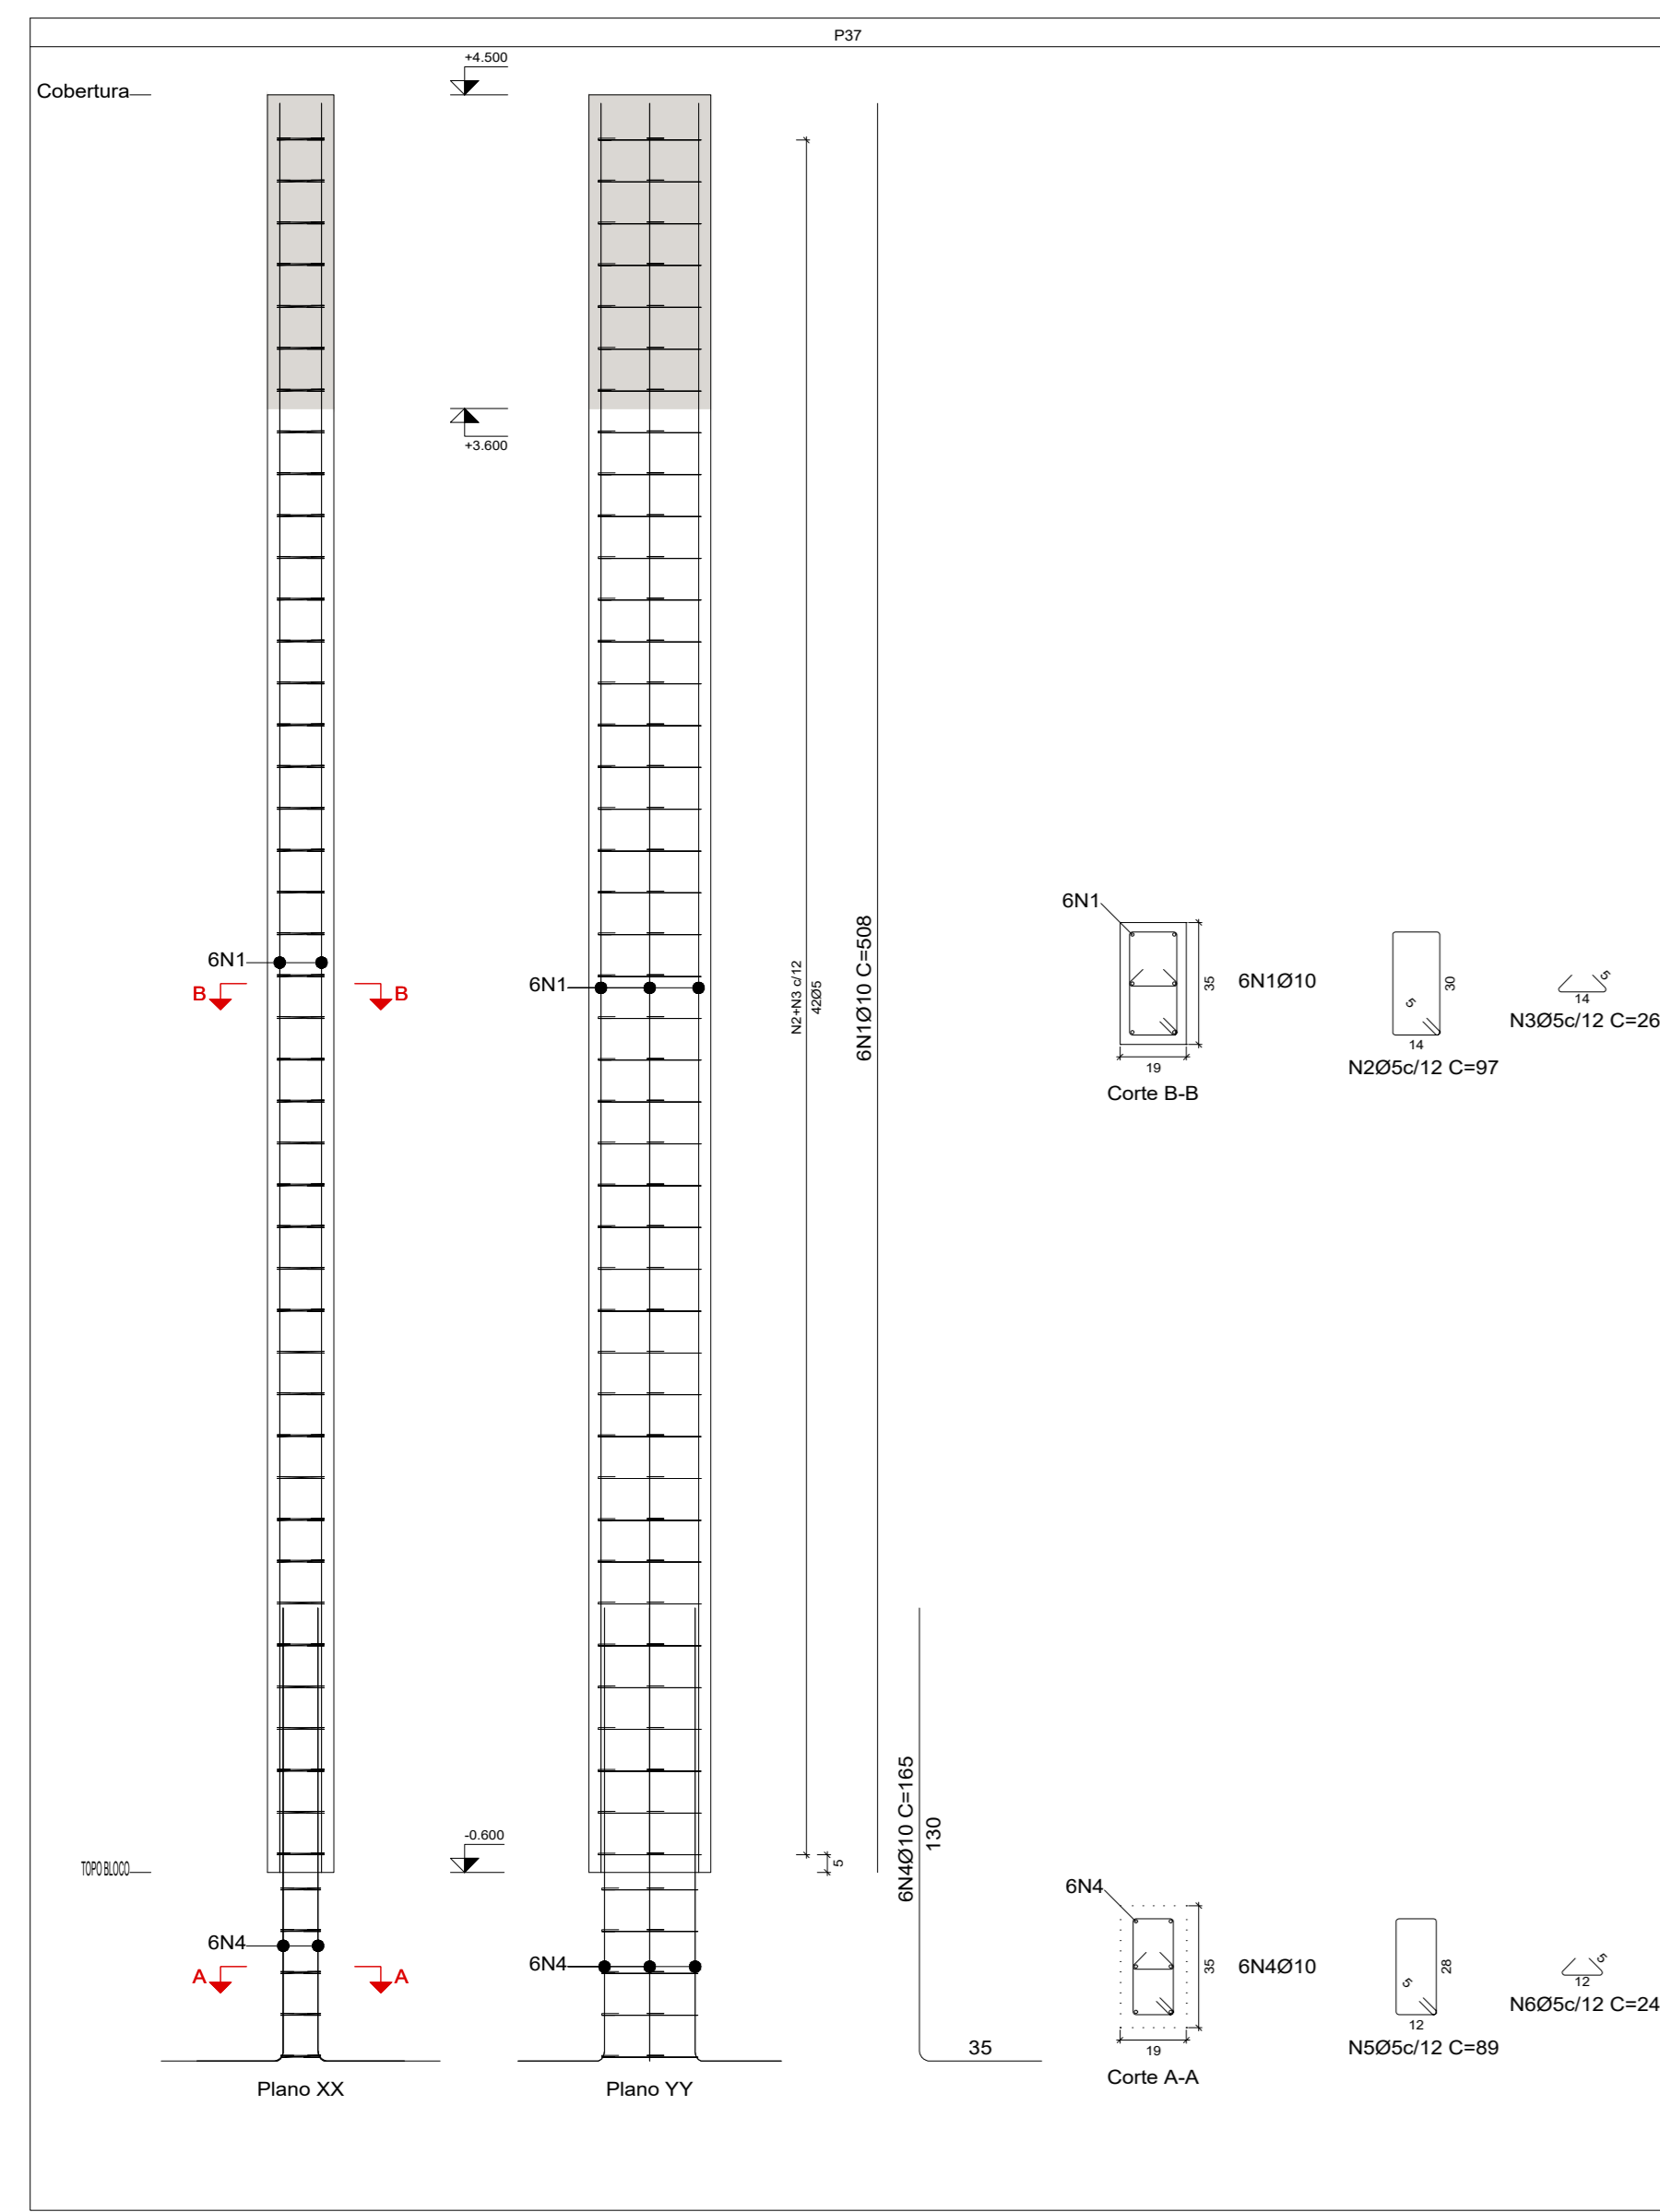 P37
+4.500
Cobertura
+3.600
6N1
B
B
6N1
N2+N3 c/12
42Ø5
6N1Ø10 C=508
6N1
35
6N1Ø10
19
Corte B-B
30
5
14
N2Ø5c/12 C=97
5
14
N3Ø5c/12 C=26
-0.600
TOPO BLOCO
5
6N4
A
A
6N4
6N4Ø10 C=165
130
35
6N4
35
6N4Ø10
19
Corte A-A
28
5
12
N5Ø5c/12 C=89
5
12
N6Ø5c/12 C=24
Plano XX
Plano YY